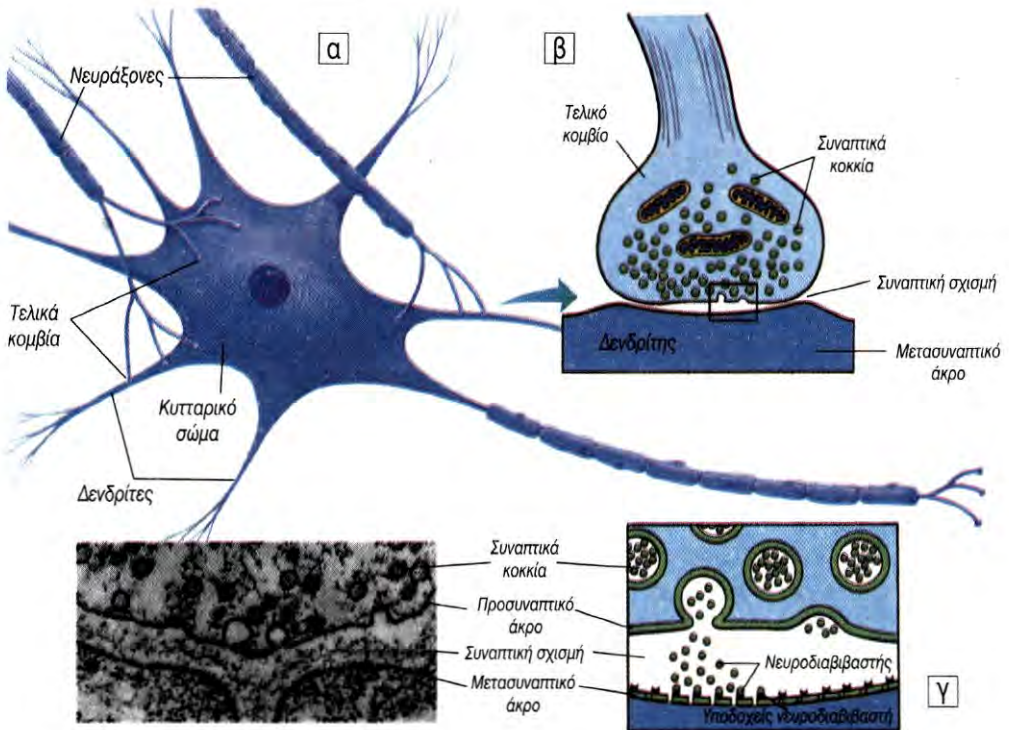 α
Νευράξονες
Τελικά
κομβία
Κυτταρικό
σώμα
Δενδρίτες
β
Τελικό
κομβίο
Συναπτικά
κοκκία
Συναπτική σχισμή
Δενδρίτης
Μετασυναπτικό
άκρο
Συναπτικά
κοκκία
Προσυναπτικό
άκρο
Συναπτική σχισμή
Μετασυναπτικό
άκρο
Νευροδιαβιβαστής
Υποδοχείς νευροδιαβιβαστή
γ